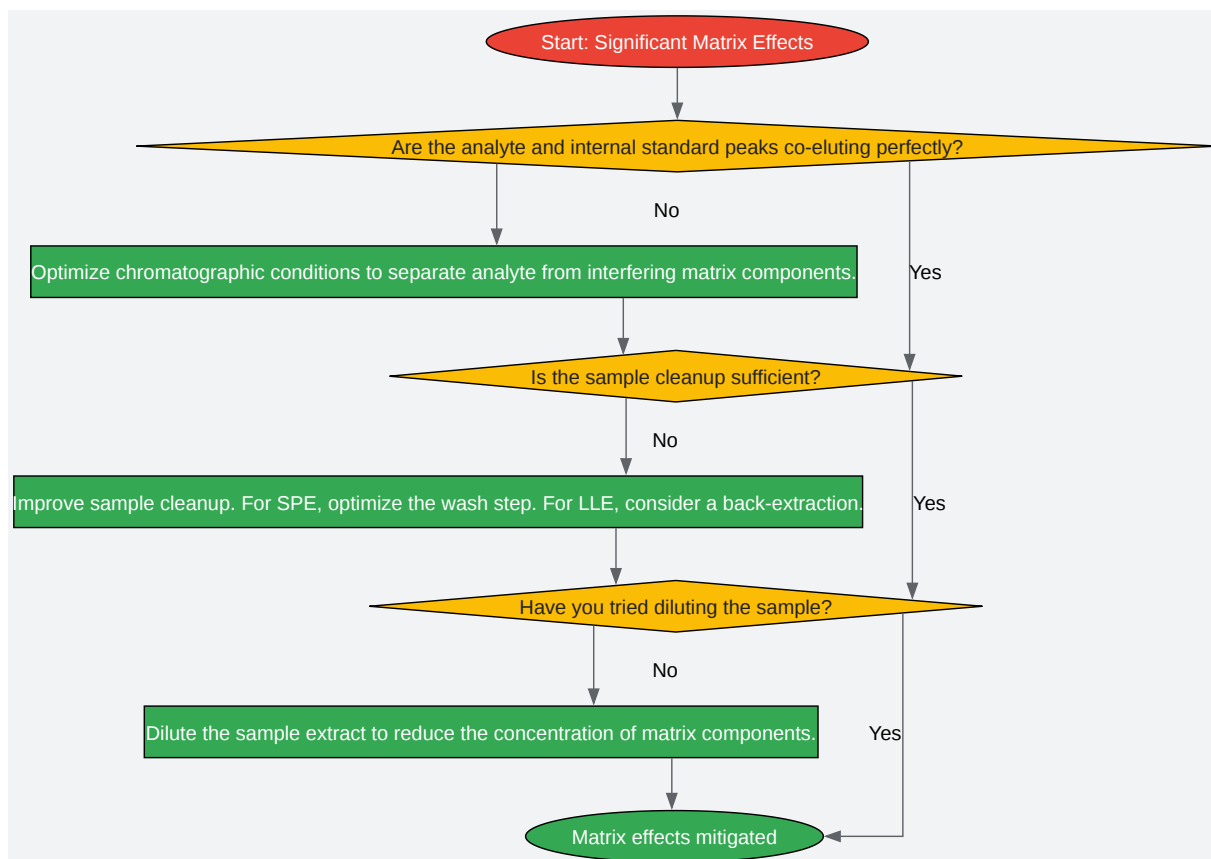 Start: Significant Matrix Effects
Are the analyte and internal standard peaks co-eluting perfectly?
No
Optimize chromatographic conditions to separate analyte from interfering matrix components.
Yes
Is the sample cleanup sufficient?
No
Improve sample cleanup. For SPE, optimize the wash step. For LLE, consider a back-extraction.
Yes
Have you tried diluting the sample?
No
Dilute the sample extract to reduce the concentration of matrix components.
Yes
Matrix effects mitigated